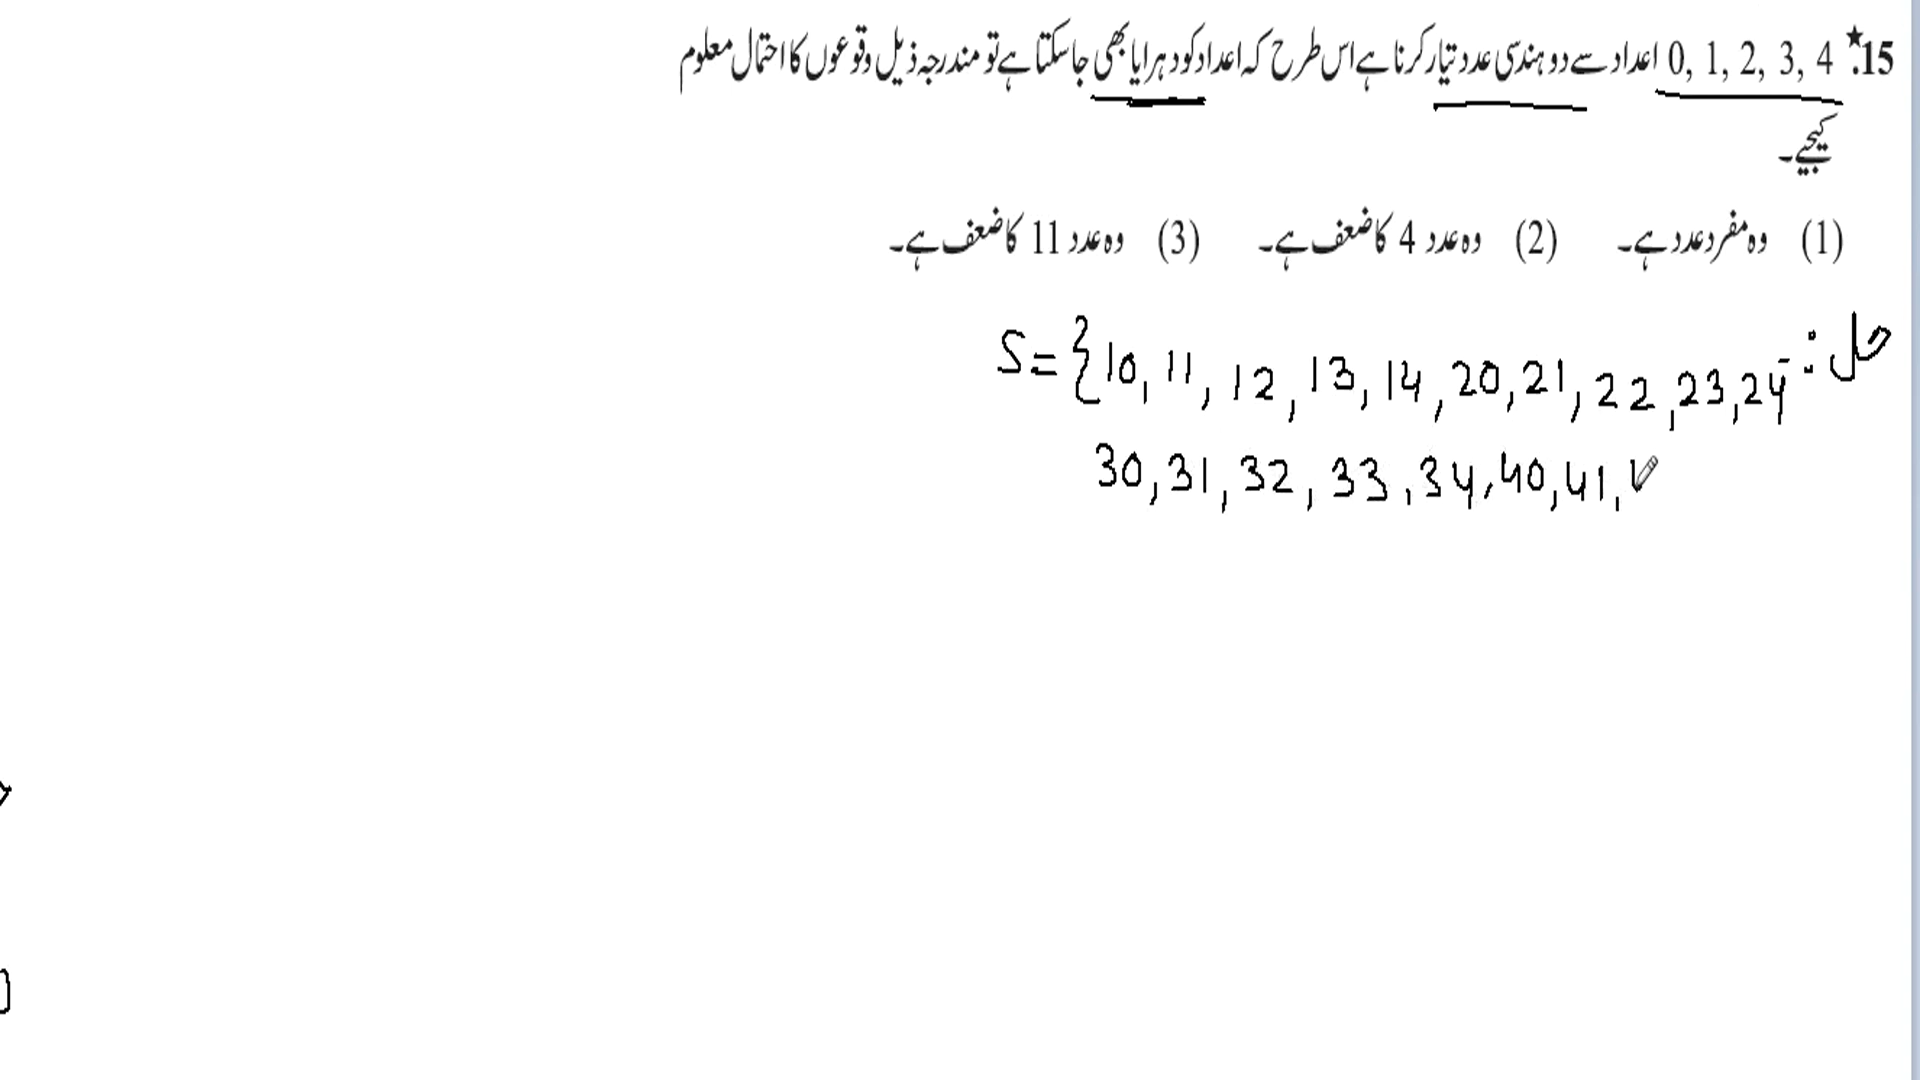 ★15. 0, 1, 2, 3, 4 اعداد سے دو ہندسی عدد تیار کرنا ہے اس طرح کہ اعداد کو دہرایا بھی جا سکتا ہے تو مندرجہ ذیل وقوعوں کا احتمال معلوم
کیجیے۔
(1) وہ مفرد عدد ہے۔ (2) وہ عدد 4 کا ضعف ہے۔ (3) وہ عدد 11 کا ضعف ہے۔
حل :-
S = {10, 11, 12, 13, 14, 20, 21, 22, 23, 24
30, 31, 32, 33, 34, 40, 41,